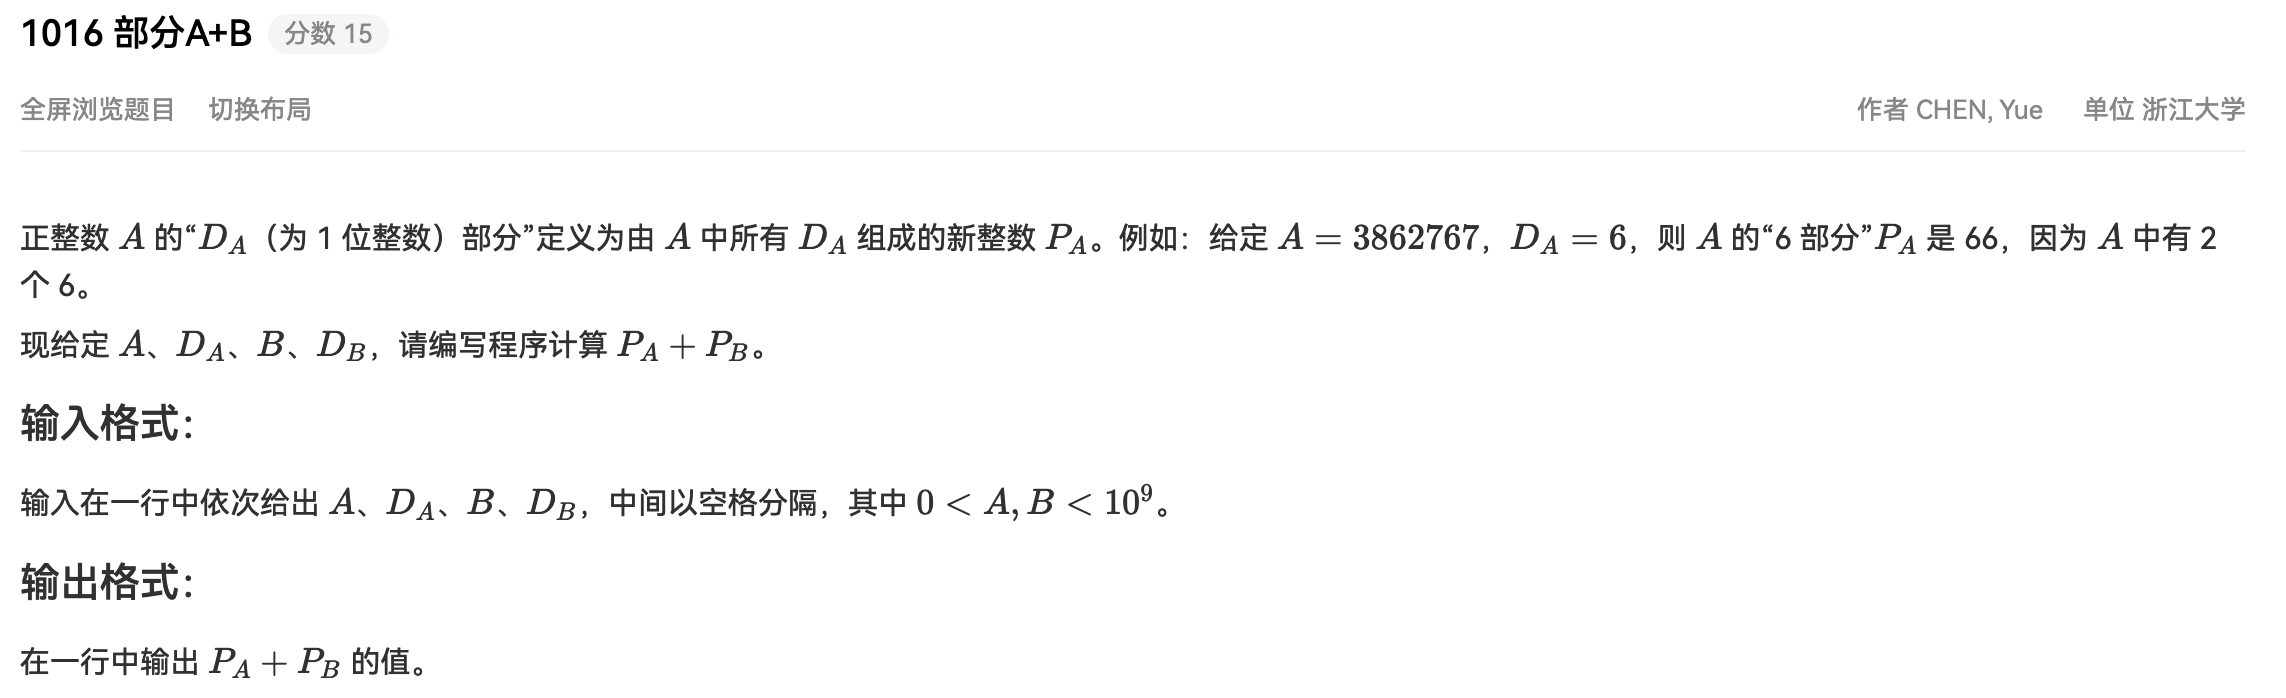 1016 部分A+B 分数 15
全屏浏览题目 切换布局 作者 CHEN, Yue 单位 浙江大学
正整数 A 的“D_A（为 1 位整数）部分”定义为由 A 中所有 D_A 组成的新整数 P_A。例如：给定 A = 3862767，D_A = 6，则 A 的“6 部分”P_A 是 66，因为 A 中有 2
个 6。
现给定 A、D_A、B、D_B，请编写程序计算 P_A + P_B。
输入格式：
输入在一行中依次给出 A、D_A、B、D_B，中间以空格分隔，其中 0 < A, B < 10^9。
输出格式：
在一行中输出 P_A + P_B 的值。